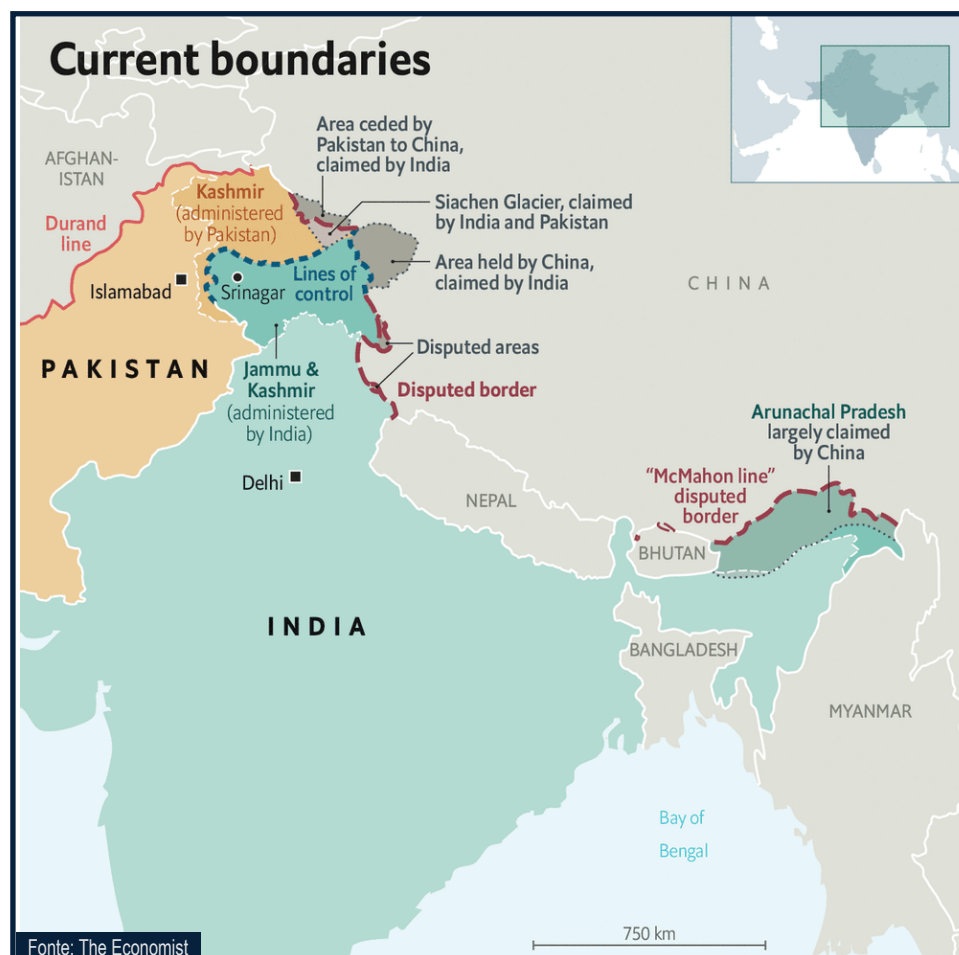 Current boundaries
Area ceded by
Pakistan to China,
claimed by India
AFGHAN-
ISTAN
Kashmir
(administered
by Pakistan)
Siachen Glacier, claimed
by India and Pakistan
Durand
line
Area held by China,
claimed by India
Lines of
control
CHINA
Islamabad
Srinagar
Disputed areas
PAKISTAN
Jammu &
Kashmir
(administered
by India)
Disputed border
Arunachal Pradesh
largely claimed
by China
Delhi
“McMahon line”
disputed
border
NEPAL
BHUTAN
INDIA
BANGLADESH
MYANMAR
Bay of
Bengal
750 km
Fonte: The Economist